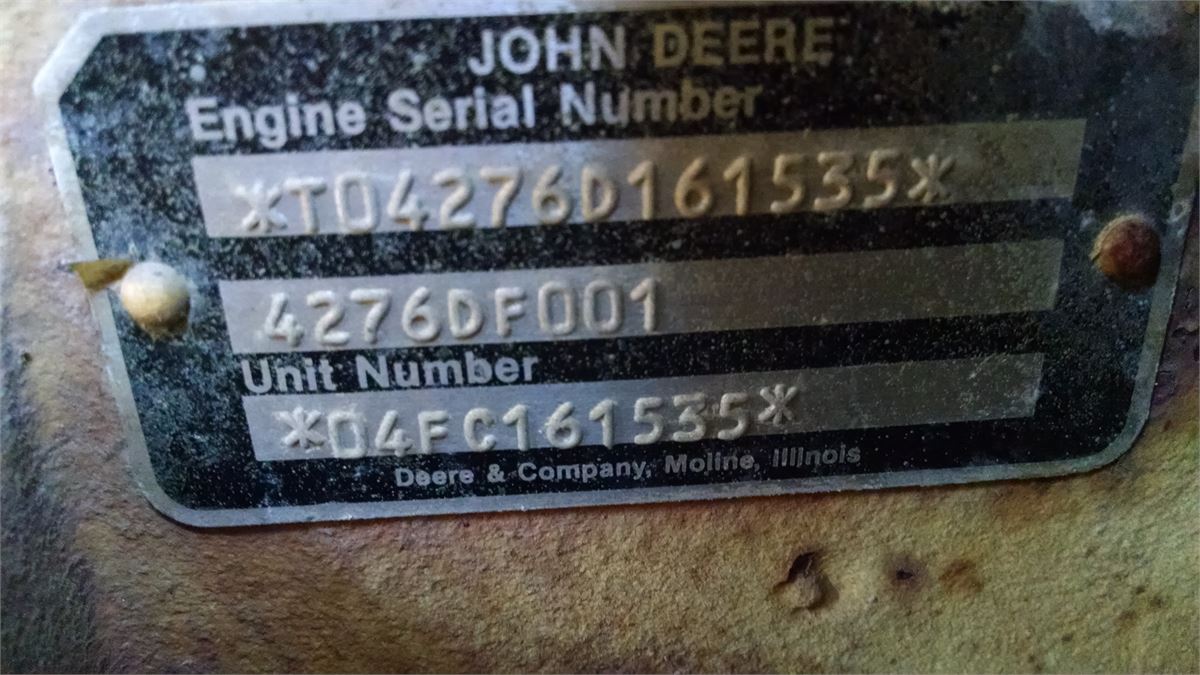 JOHN DEERE
Engine Serial Number
*T04276D161535*
4276DF001
Unit Number
*04FC161535*
Deere & Company, Moline, Illinois